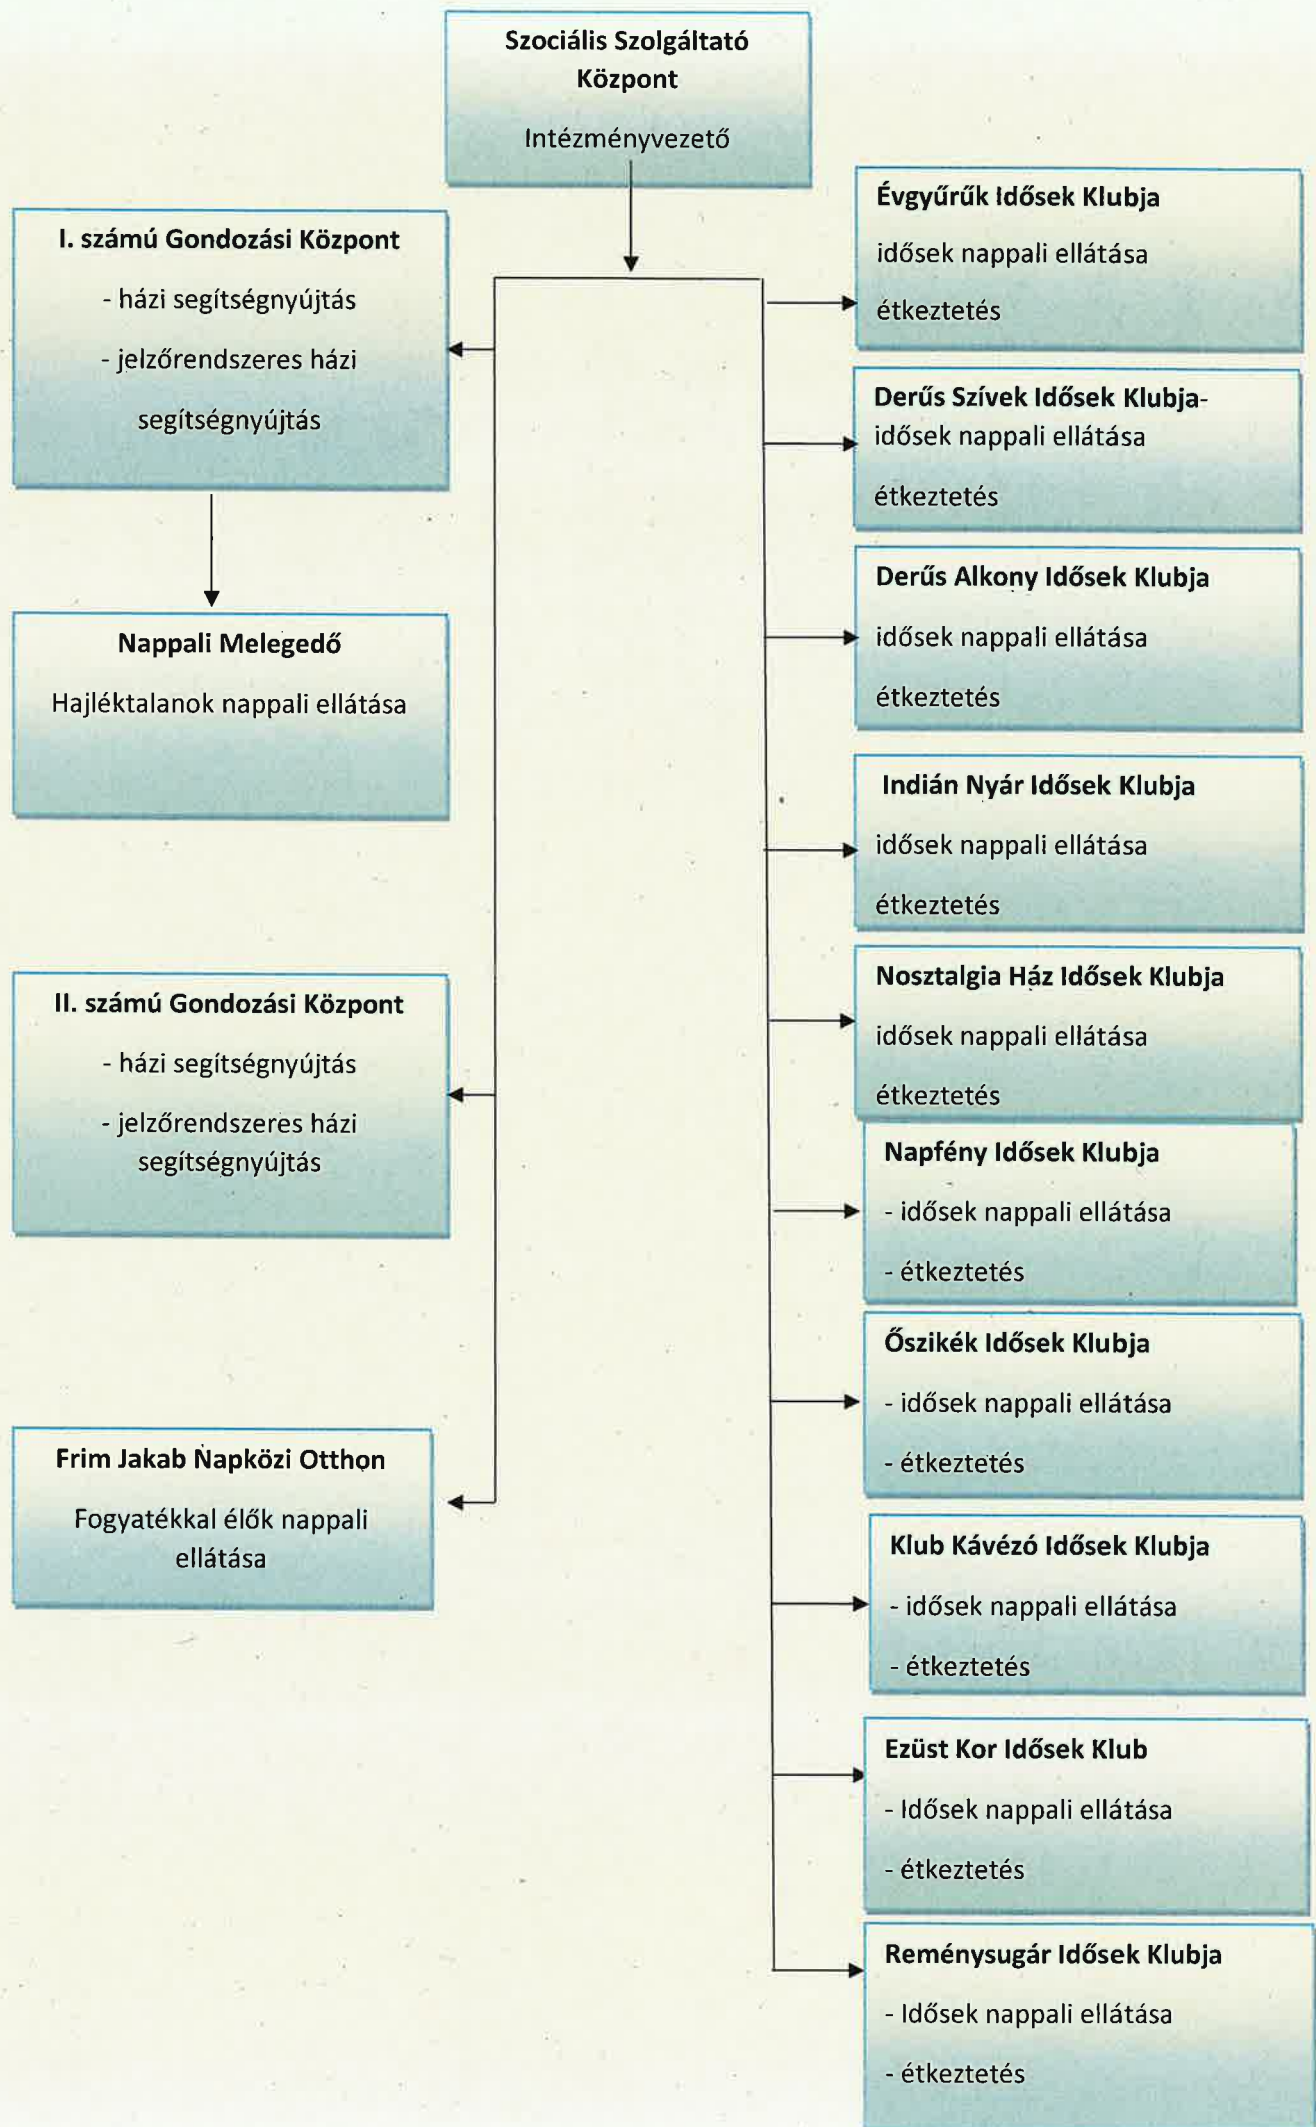 Szociális Szolgáltató
Központ
Intézményvezető
I. számú Gondozási Központ
- házi segítségnyújtás
- jelzőrendszeres házi
segítségnyújtás
Nappali Melegedő
Hajléktalanok nappali ellátása
II. számú Gondozási Központ
- házi segítségnyújtás
- jelzőrendszeres házi
segítségnyújtás
Frim Jakab Napközi Otthon
Fogyatékkal élők nappali
ellátása
Évgyűrűk Idősek Klubja
idősek nappali ellátása
étkeztetés
Derűs Szívek Idősek Klubja-
idősek nappali ellátása
étkeztetés
Derűs Alkony Idősek Klubja
idősek nappali ellátása
étkeztetés
Indián Nyár Idősek Klubja
idősek nappali ellátása
étkeztetés
Nosztalgia Ház Idősek Klubja
idősek nappali ellátása
étkeztetés
Napfény Idősek Klubja
- idősek nappali ellátása
- étkeztetés
Őszikék Idősek Klubja
- idősek nappali ellátása
- étkeztetés
Klub Kávézó Idősek Klubja
- idősek nappali ellátása
- étkeztetés
Ezüst Kor Idősek Klub
- Idősek nappali ellátása
- étkeztetés
Reménysugár Idősek Klubja
- Idősek nappali ellátása
- étkeztetés